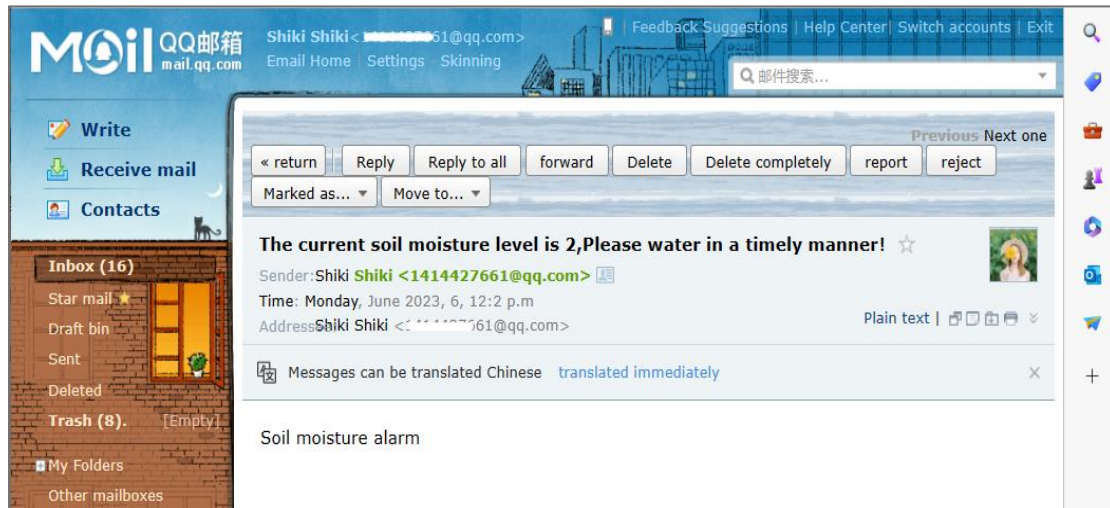 MOil QQ邮箱
mail.qq.com
Shiki Shiki< 61@qq.com>
Email Home | Settings Skinning
| Feedback Suggestions | Help Center| Switch accounts | Exit
邮件搜索...
Write
Receive mail
Contacts
Inbox (16)
Star mail
Draft bin
Sent
Deleted
Trash (8). [Empty]
My Folders
Other mailboxes
Previous Next one
« return Reply Reply to all forward Delete Delete completely report reject
Marked as... Move to...
The current soil moisture level is 2,Please water in a timely manner!
Sender:Shiki Shiki <1414427661@qq.com>
Time: Monday, June 2023, 6, 12:2 p.m
Shiki Shiki < 61@qq.com>
Plain text |
Messages can be translated Chinese translated immediately
Soil moisture alarm